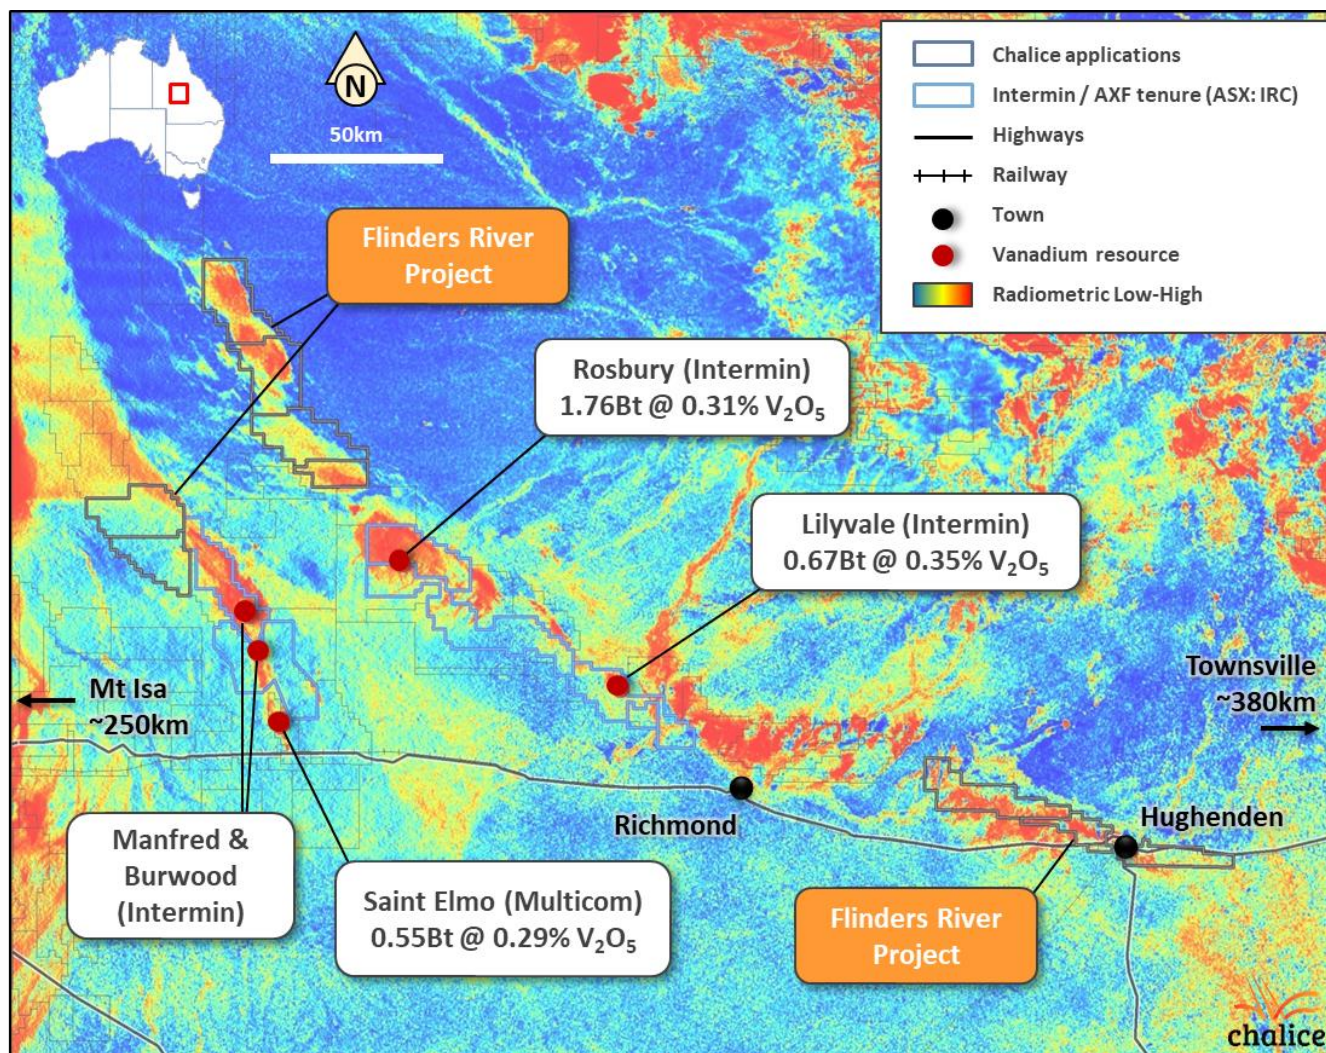 N
50km
Chalice applications
Intermin / AXF tenure (ASX: IRC)
Highways
Railway
Town
Vanadium resource
Radiometric Low-High
Flinders River
Project
Rosbury (Intermin)
1.76Bt @ 0.31% V₂O₅
Lilyvale (Intermin)
0.67Bt @ 0.35% V₂O₅
Mt Isa
~250km
Townsville
~380km
Richmond
Hughenden
Manfred &
Burwood
(Intermin)
Saint Elmo (Multicom)
0.55Bt @ 0.29% V₂O₅
Flinders River
Project
chalice